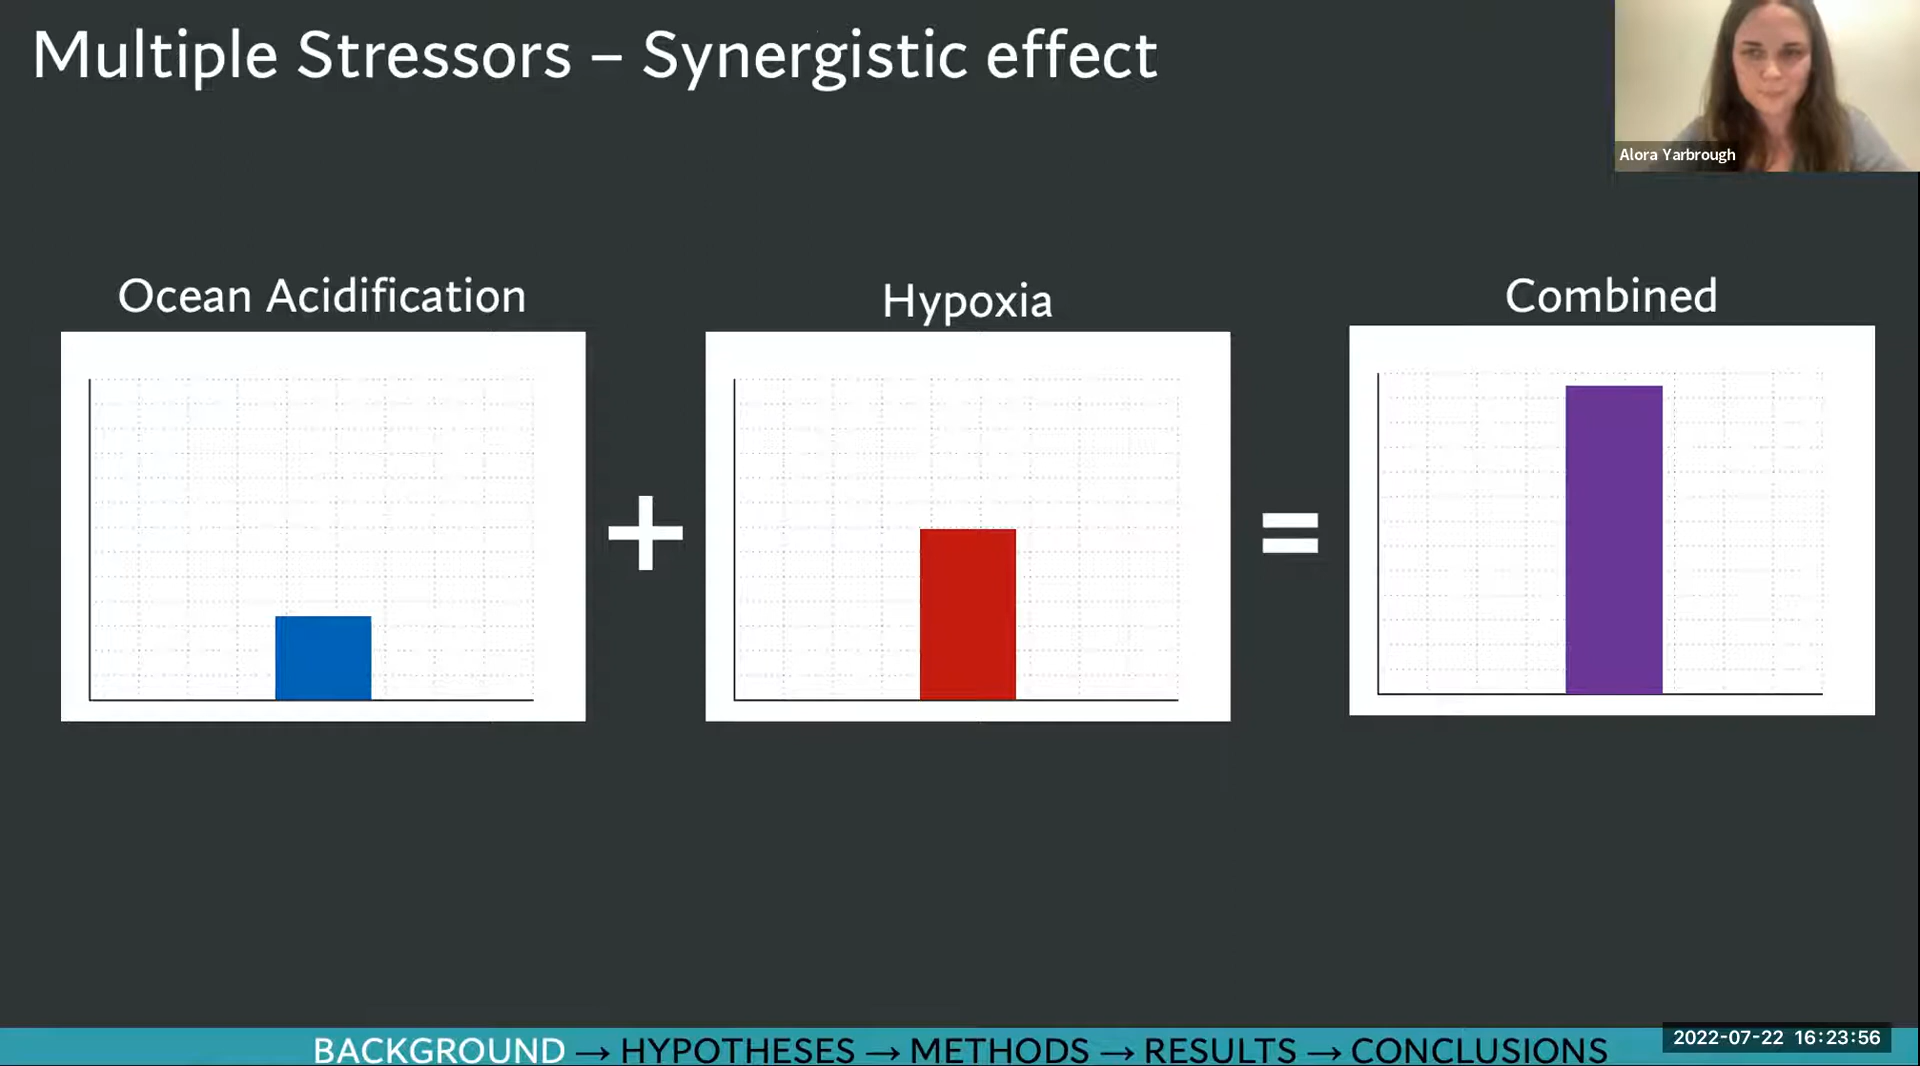 Multiple Stressors – Synergistic effect
Alora Yarbrough
Ocean Acidification
Hypoxia
Combined
+
=
BACKGROUND → HYPOTHESES → METHODS → RESULTS → CONCLUSIONS
2022-07-22 16:23:56